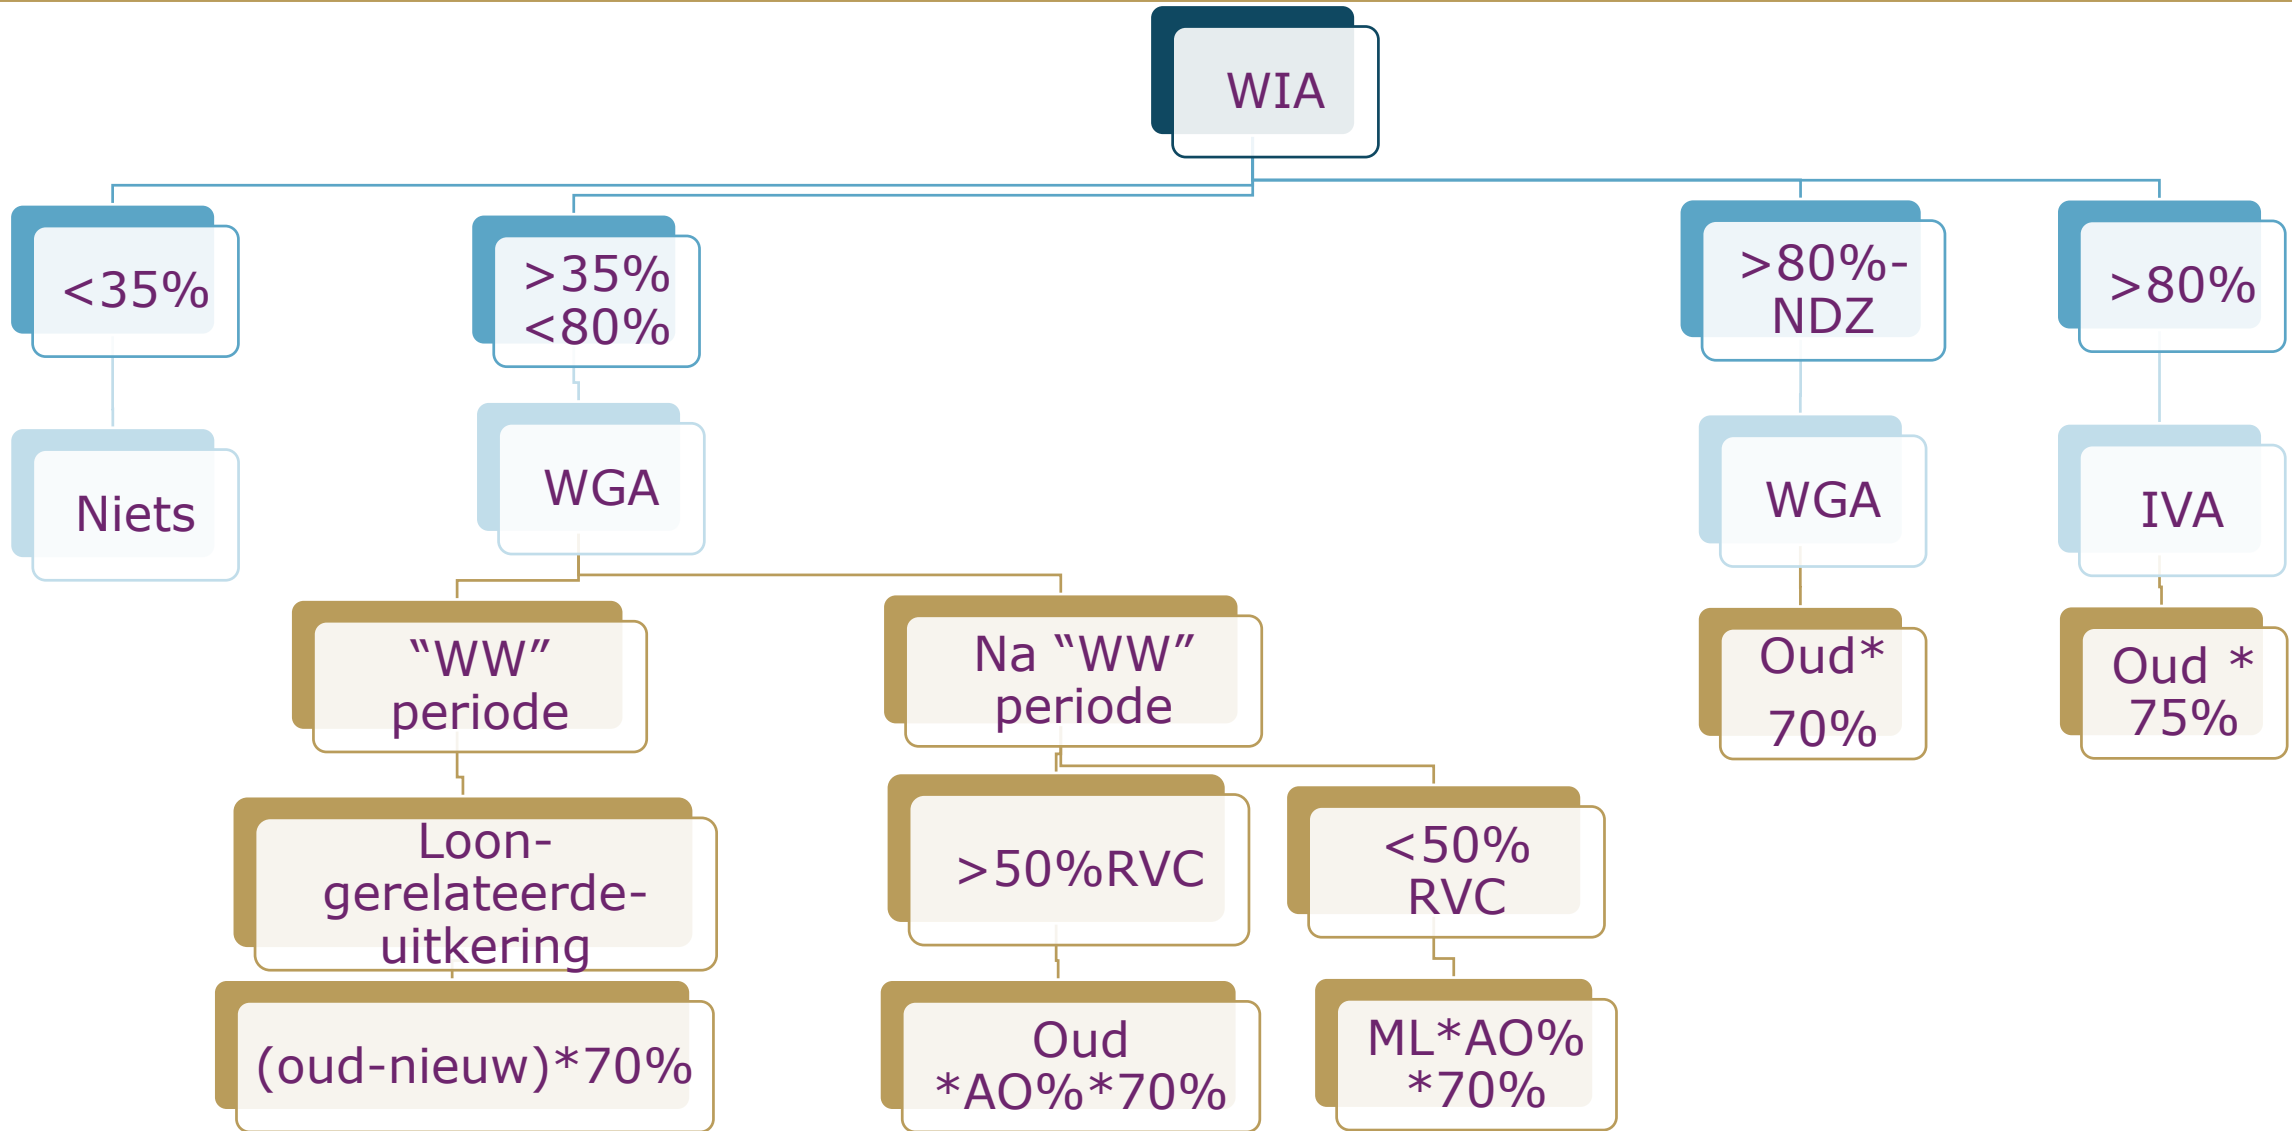 WIA
<35%
>35%
<80%
>80%-
NDZ
>80%
Niets
WGA
WGA
IVA
“WW”
periode
Na “WW”
periode
Oud*
70%
Oud *
75%
Loon-
gerelateerde-
uitkering
>50%RVC
<50%
RVC
(oud-nieuw)*70%
Oud
*AO%*70%
ML*AO%
*70%